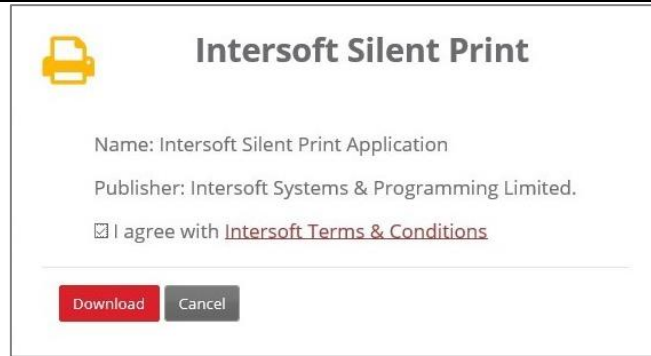 Intersoft Silent Print
Name: Intersoft Silent Print Application
Publisher: Intersoft Systems & Programming Limited.
I agree with Intersoft Terms & Conditions
Download
Cancel